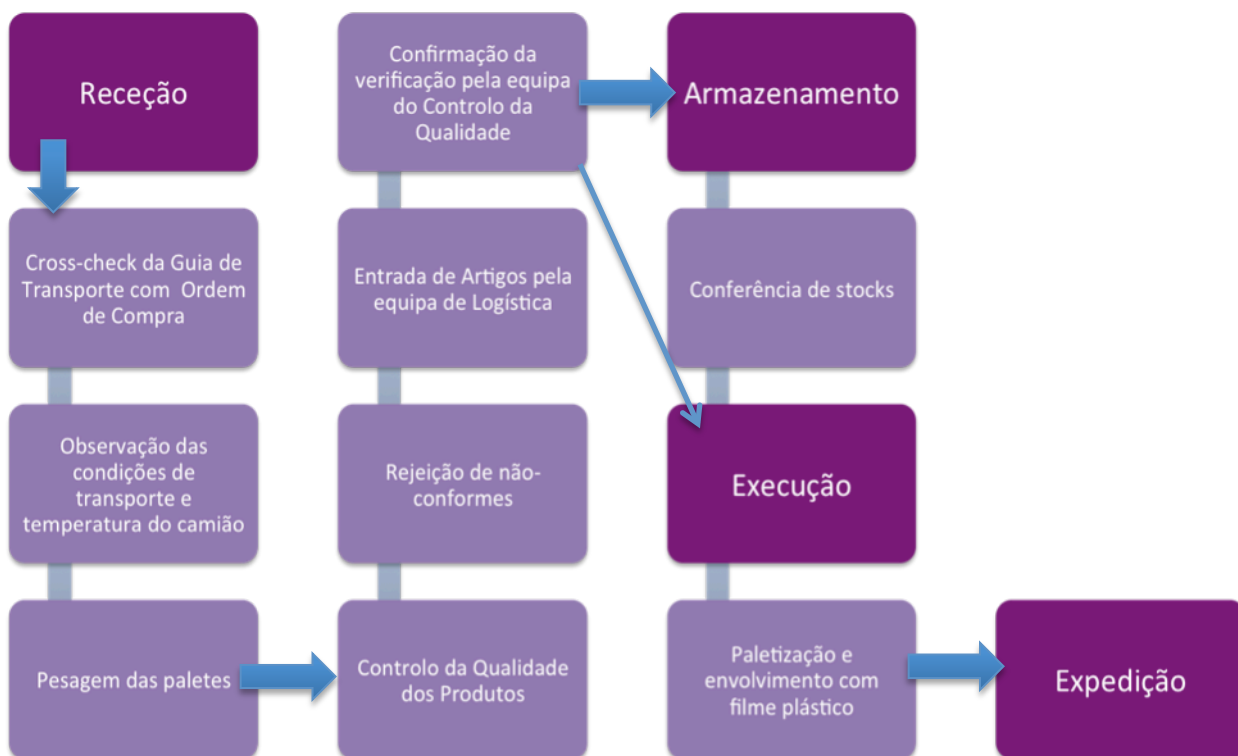 Receção
Cross-check da Guia de
Transporte com Ordem
de Compra
Observação das
condições de
transporte e
temperatura do camião
Pesagem das paletes
Controlo da Qualidade
dos Produtos
Rejeição de não-
conformes
Entrada de Artigos pela
equipa de Logística
Confirmação da
verificação pela equipa
do Controlo da
Qualidade
Armazenamento
Conferência de stocks
Execução
Paletização e
envolvimento com
filme plástico
Expedição